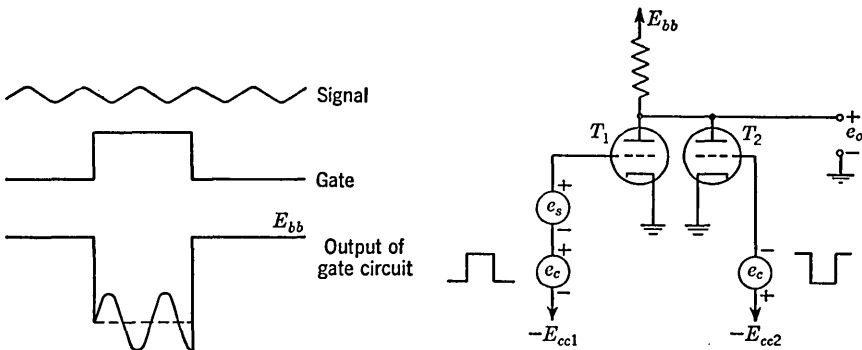 Signal
Gate
E_bb
Output of
gate circuit
E_bb
T_1
T_2
+
e_o
−
+
e_s
−
+
e_c
−
−
e_c
+
−E_cc1
−E_cc2